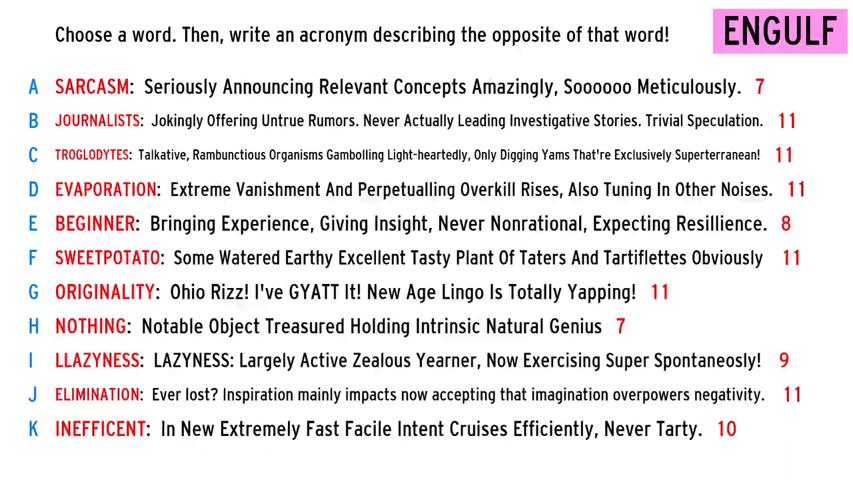 Choose a word. Then, write an acronym describing the opposite of that word!
ENGULF
A SARCASM: Seriously Announcing Relevant Concepts Amazingly, Soooooo Meticulously. 7
B JOURNALISTS: Jokingly Offering Untrue Rumors. Never Actually Leading Investigative Stories. Trivial Speculation. 11
C TROGLODYTES: Talkative, Rambunctious Organisms Gambolling Light-heartedly, Only Digging Yams That're Exclusively Superterranean! 11
D EVAPORATION: Extreme Vanishment And Perpetualling Overkill Rises, Also Tuning In Other Noises. 11
E BEGINNER: Bringing Experience, Giving Insight, Never Nonrational, Expecting Resillience. 8
F SWEETPOTATO: Some Watered Earthy Excellent Tasty Plant Of Taters And Tartiflettes Obviously 11
G ORIGINALITY: Ohio Rizz! I've GYATT It! New Age Lingo Is Totally Yapping! 11
H NOTHING: Notable Object Treasured Holding Intrinsic Natural Genius 7
I LLAZYNESS: LAZYNESS: Largely Active Zealous Yearner, Now Exercising Super Spontaneosly! 9
J ELIMINATION: Ever lost? Inspiration mainly impacts now accepting that imagination overpowers negativity. 11
K INEFFICENT: In New Extremely Fast Facile Intent Cruises Efficiently, Never Tarty. 10